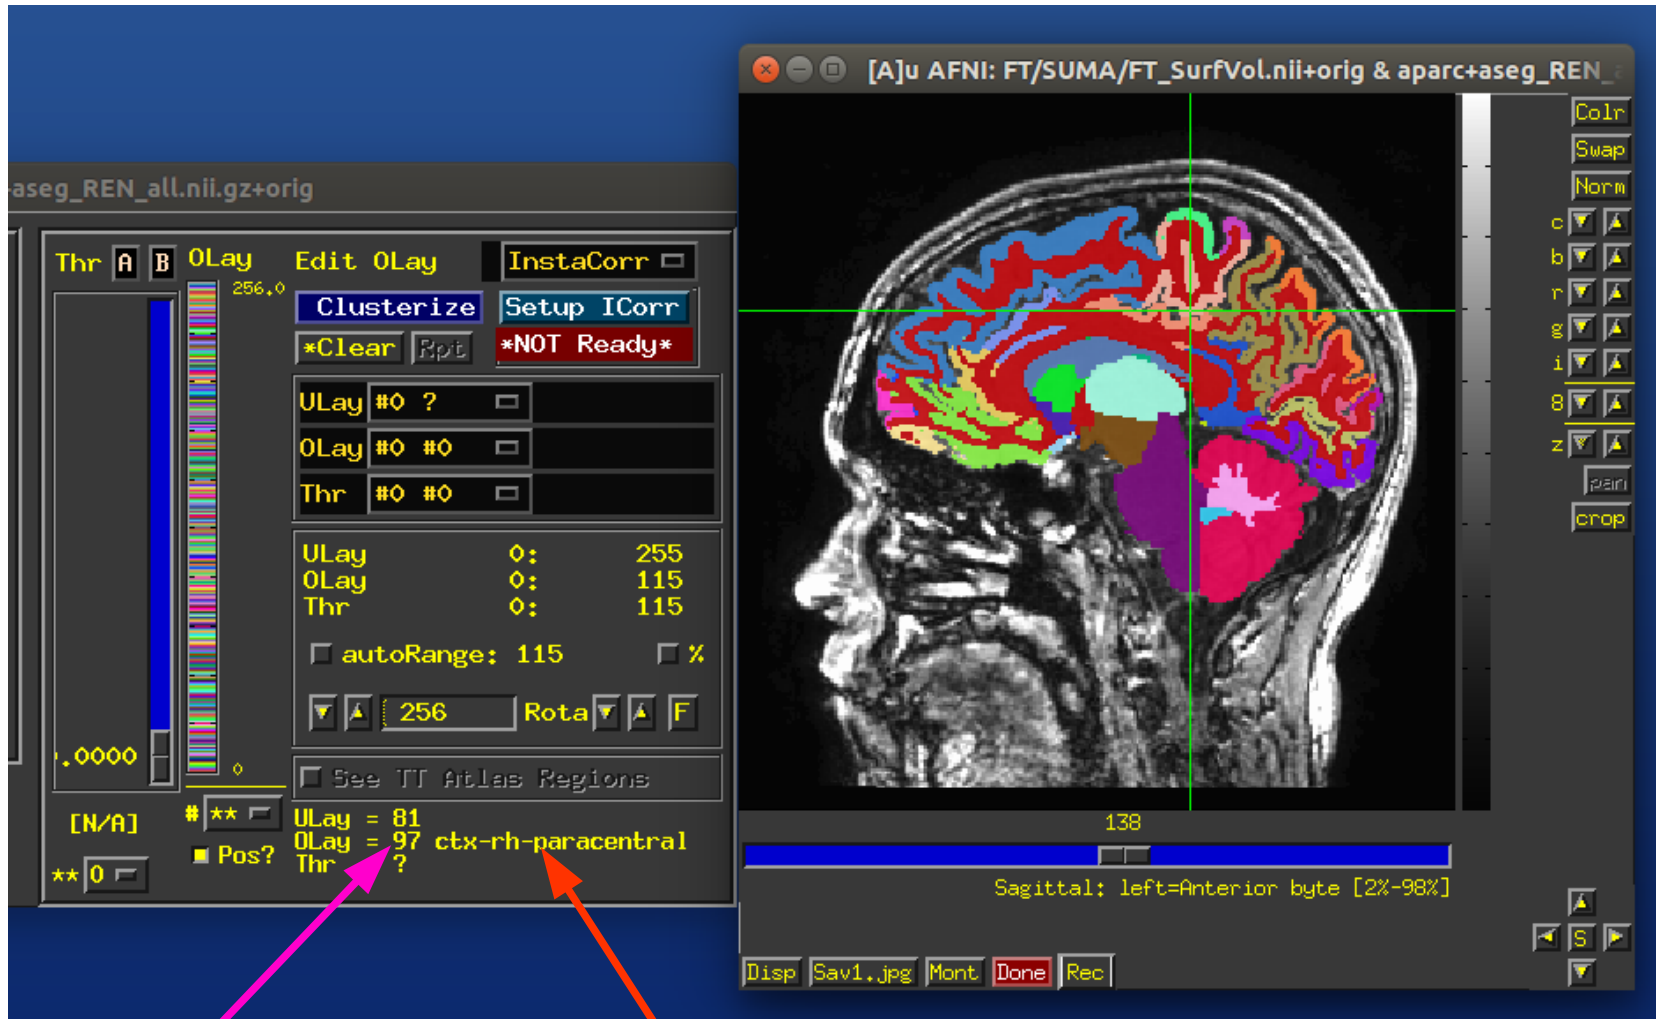 [A]u AFNI: FT/SUMA/FT_SurfVol.nii+orig & aparc+aseg_REN_
+aseg_REN_all.nii.gz+orig
Thr A B OLay
256.0
.0000
0
[N/A]
** 0
# **
Pos?
Edit OLay InstaCorr
Clusterize Setup ICorr
*Clear Rpt *NOT Ready*
ULay #0 ?
OLay #0 #0
Thr #0 #0
ULay 0: 255
OLay 0: 115
Thr 0: 115
autoRange: 115 %
256 Rota F
See TT Atlas Regions
ULay = 81
OLay = 97 ctx-rh-paracentral
Thr ?
Colr
Swap
Norm
c
b
r
g
i
8
z
pan
crop
138
Sagittal: left=Anterior byte [2%-98%]
S
Disp Sav1.jpg Mont Done Rec